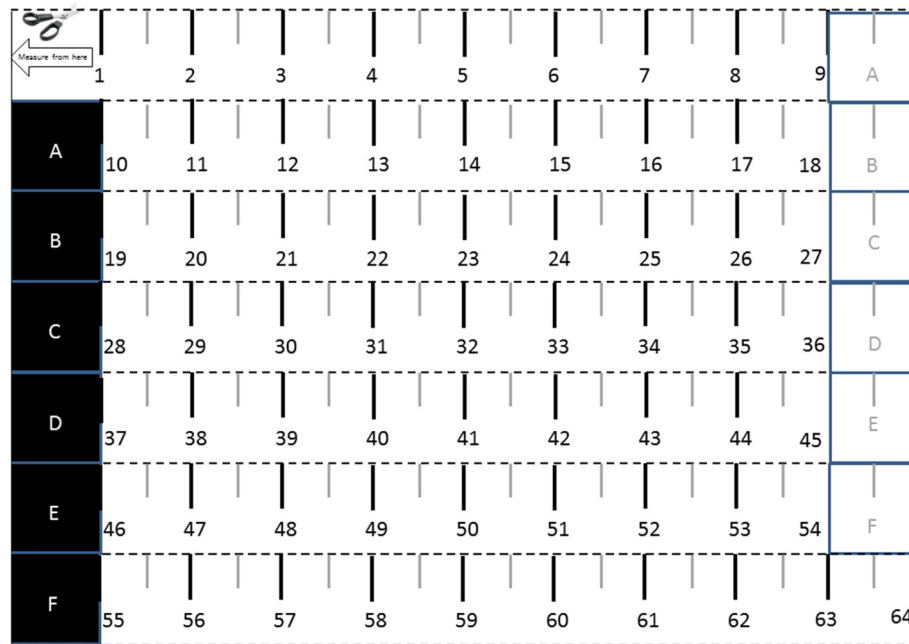 Measure from here
1 2 3 4 5 6 7 8 9 A
A 10 11 12 13 14 15 16 17 18 B
B 19 20 21 22 23 24 25 26 27 C
C 28 29 30 31 32 33 34 35 36 D
D 37 38 39 40 41 42 43 44 45 E
E 46 47 48 49 50 51 52 53 54 F
F 55 56 57 58 59 60 61 62 63 64